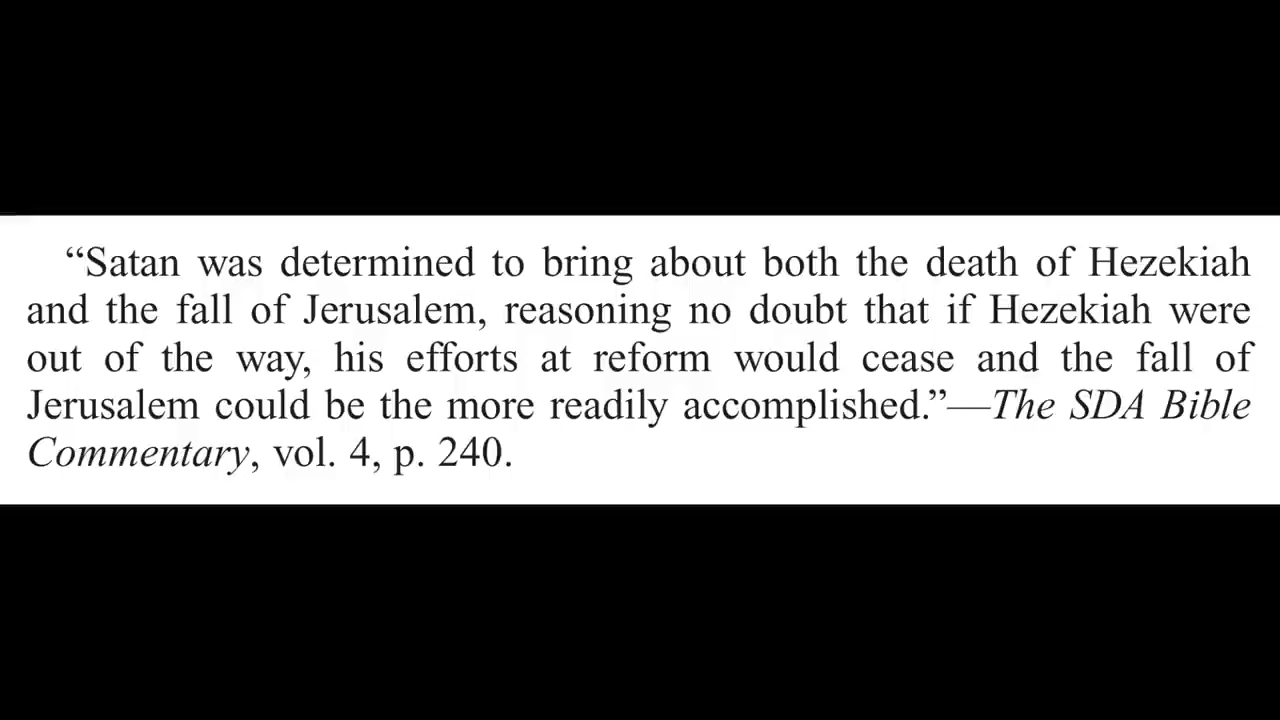 “Satan was determined to bring about both the death of Hezekiah
and the fall of Jerusalem, reasoning no doubt that if Hezekiah were
out of the way, his efforts at reform would cease and the fall of
Jerusalem could be the more readily accomplished.”—The SDA Bible
Commentary, vol. 4, p. 240.